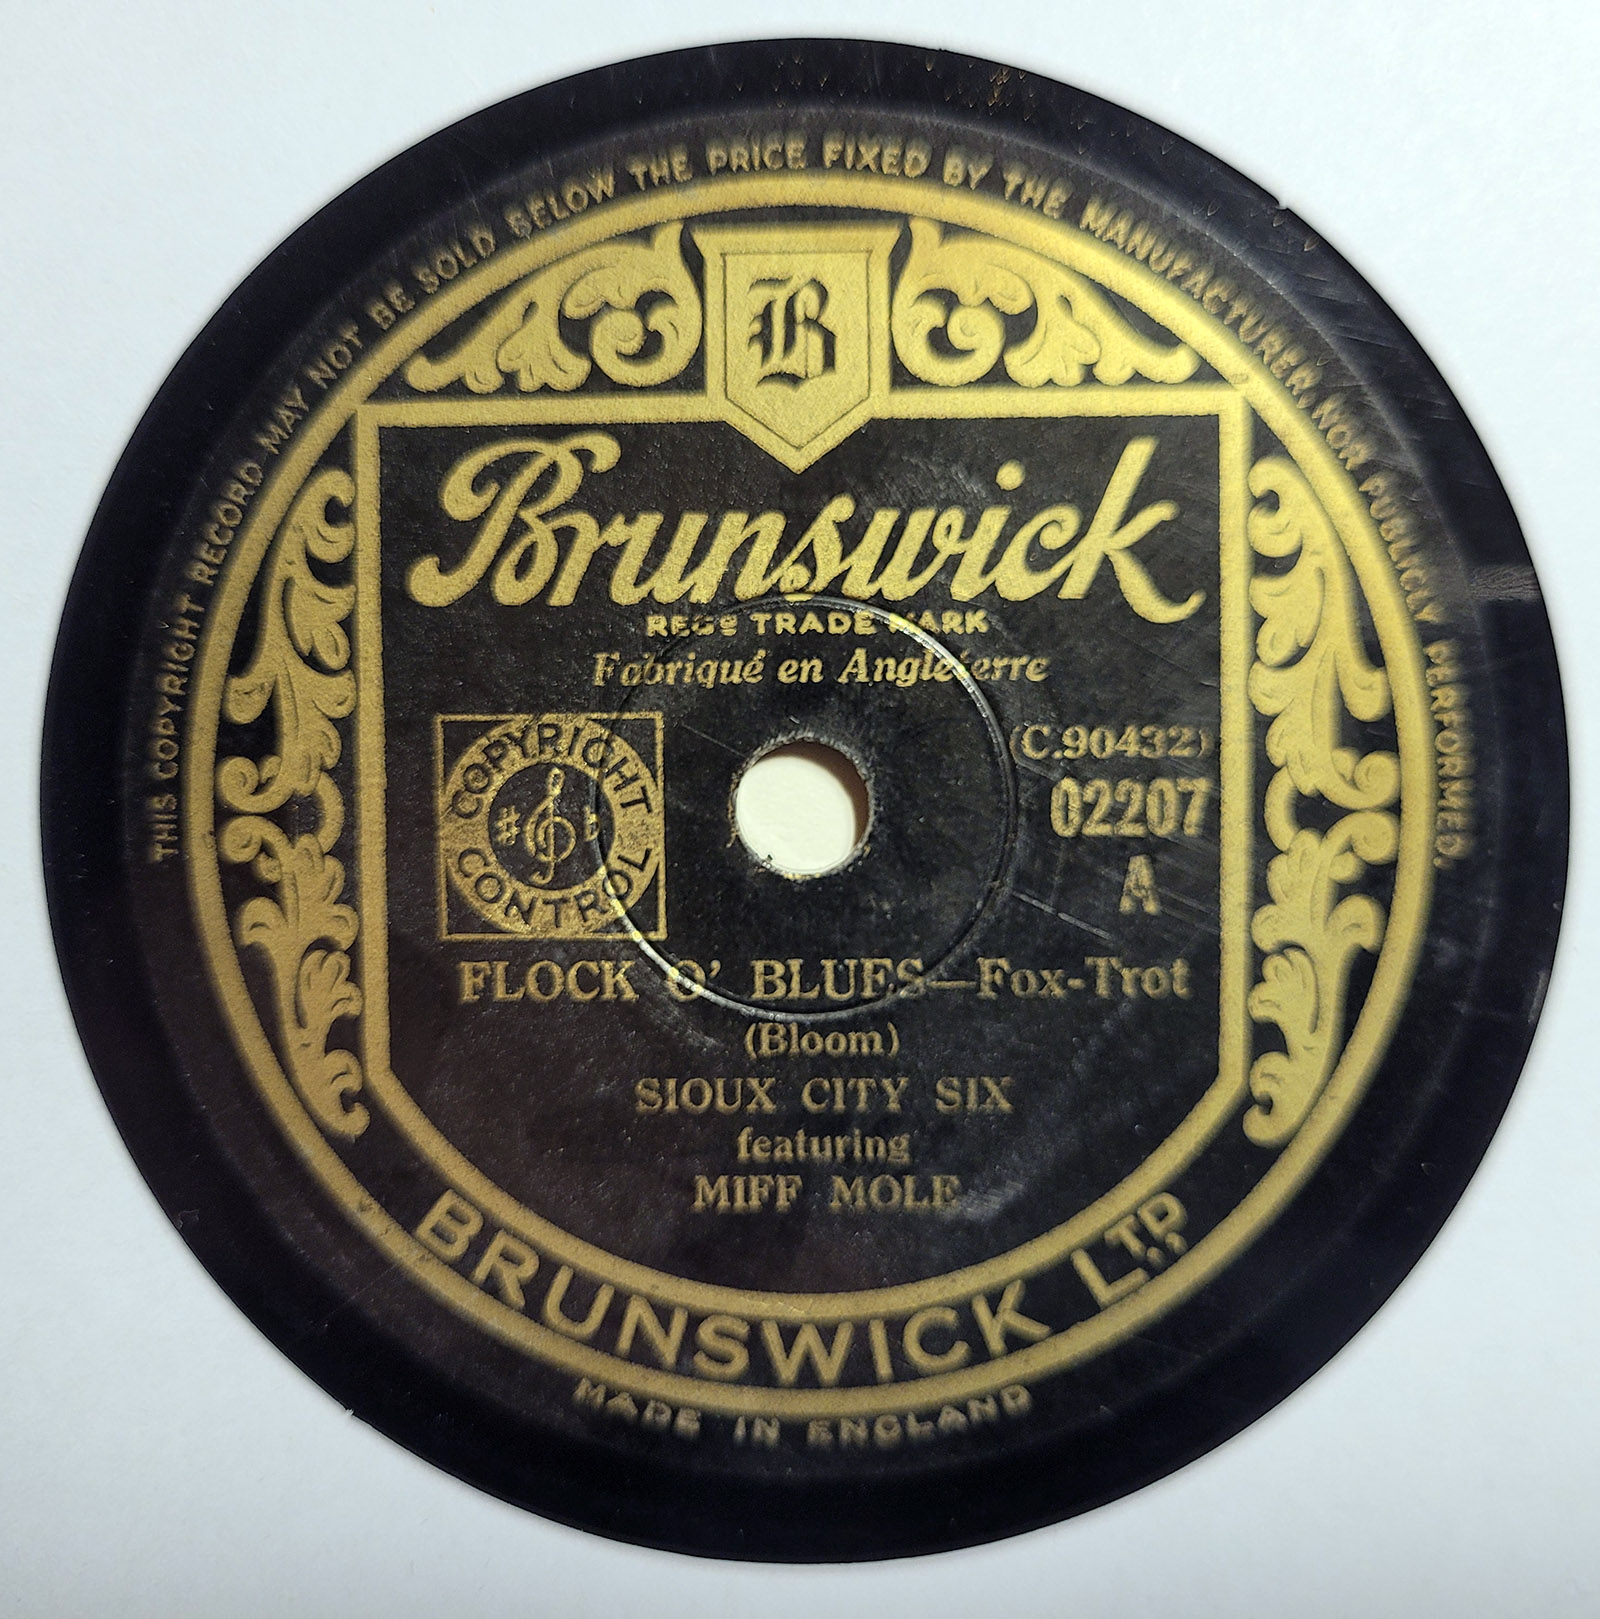 THIS COPYRIGHT RECORD MAY NOT BE SOLD BELOW THE PRICE FIXED BY THE MANUFACTURER, NOR PUBLICLY PERFORMED.
B
Brunswick
REGD TRADE MARK
Fabriqué en Angleterre
COPYRIGHT
CONTROL
(C.90432)
02207
A
FLOCK O' BLUES—Fox-Trot
(Bloom)
SIOUX CITY SIX
featuring
MIFF MOLE
BRUNSWICK LTD.
MADE IN ENGLAND